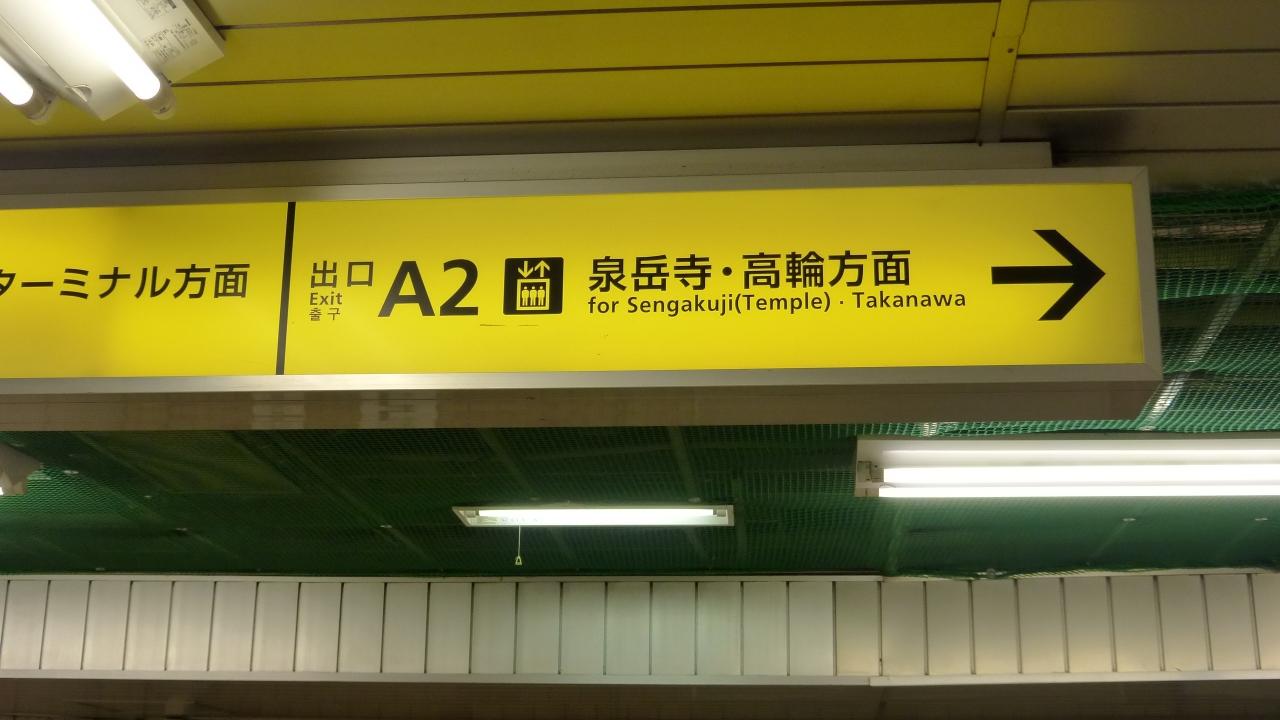 ターミナル方面
出口
Exit
출구
A2
泉岳寺・高輪方面
for Sengakuji(Temple) · Takanawa